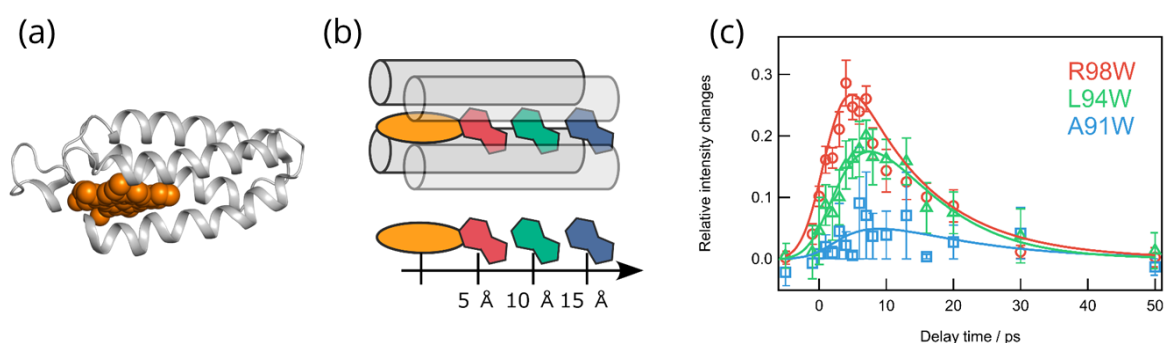 (a)
(b)
(c)
5 Å 10 Å 15 Å
Relative intensity changes
0.3
0.2
0.1
0.0
R98W
L94W
A91W
0 10 20 30 40 50
Delay time / ps